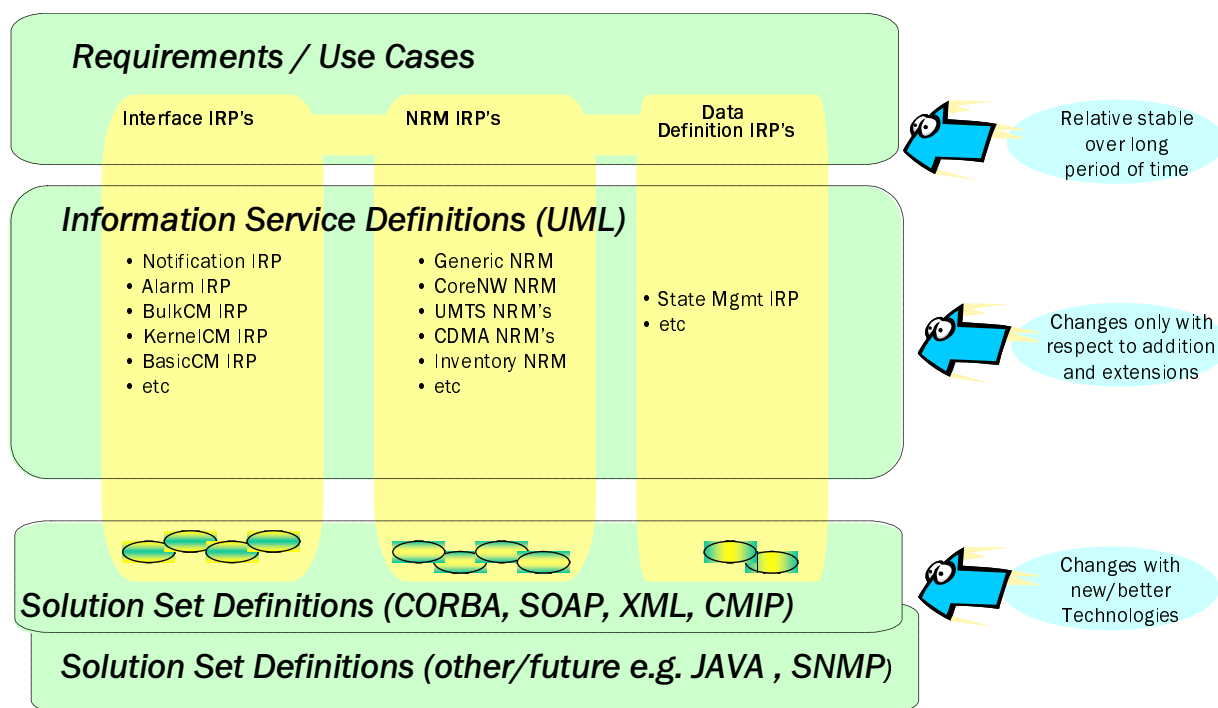 Requirements / Use Cases
Interface IRP's
NRM IRP's
Data
Definition IRP's
Relative stable
over long
period of time
Information Service Definitions (UML)
• Notification IRP
• Alarm IRP
• BulkCM IRP
• KernelCM IRP
• BasicCM IRP
• etc
• Generic NRM
• CoreNW NRM
• UMTS NRM's
• CDMA NRM's
• Inventory NRM
• etc
• State Mgmt IRP
• etc
Changes only with
respect to addition
and extensions
Solution Set Definitions (CORBA, SOAP, XML, CMIP)
Changes with
new/better
Technologies
Solution Set Definitions (other/future e.g. JAVA , SNMP)